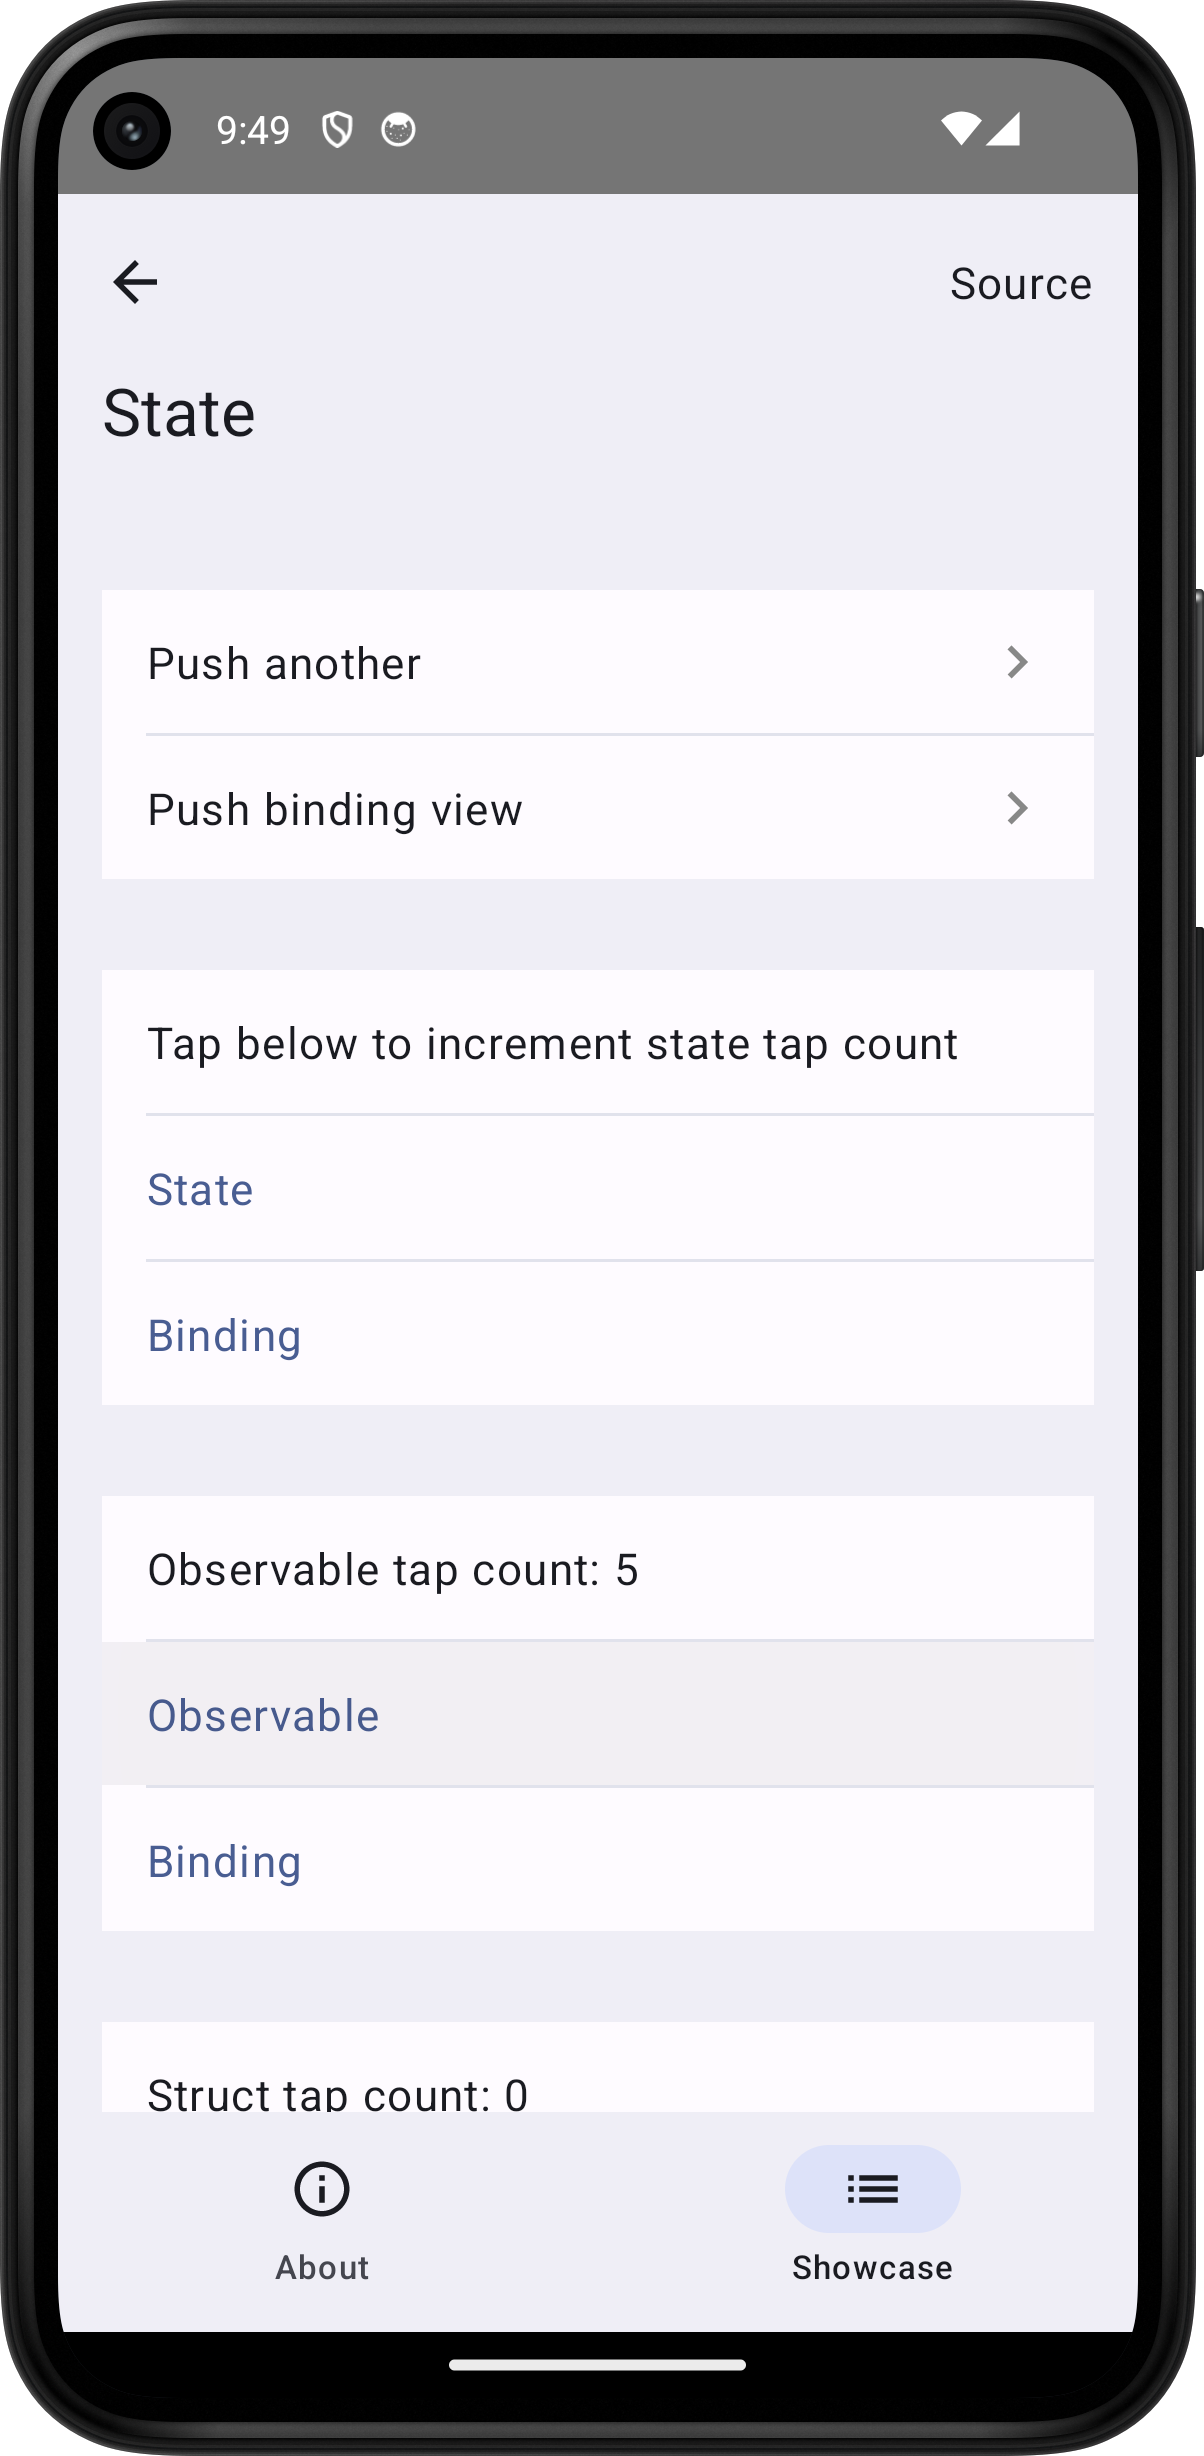 9:49
Source
State
Push another
Push binding view
Tap below to increment state tap count
State
Binding
Observable tap count: 5
Observable
Binding
Struct tap count: 0
About
Showcase